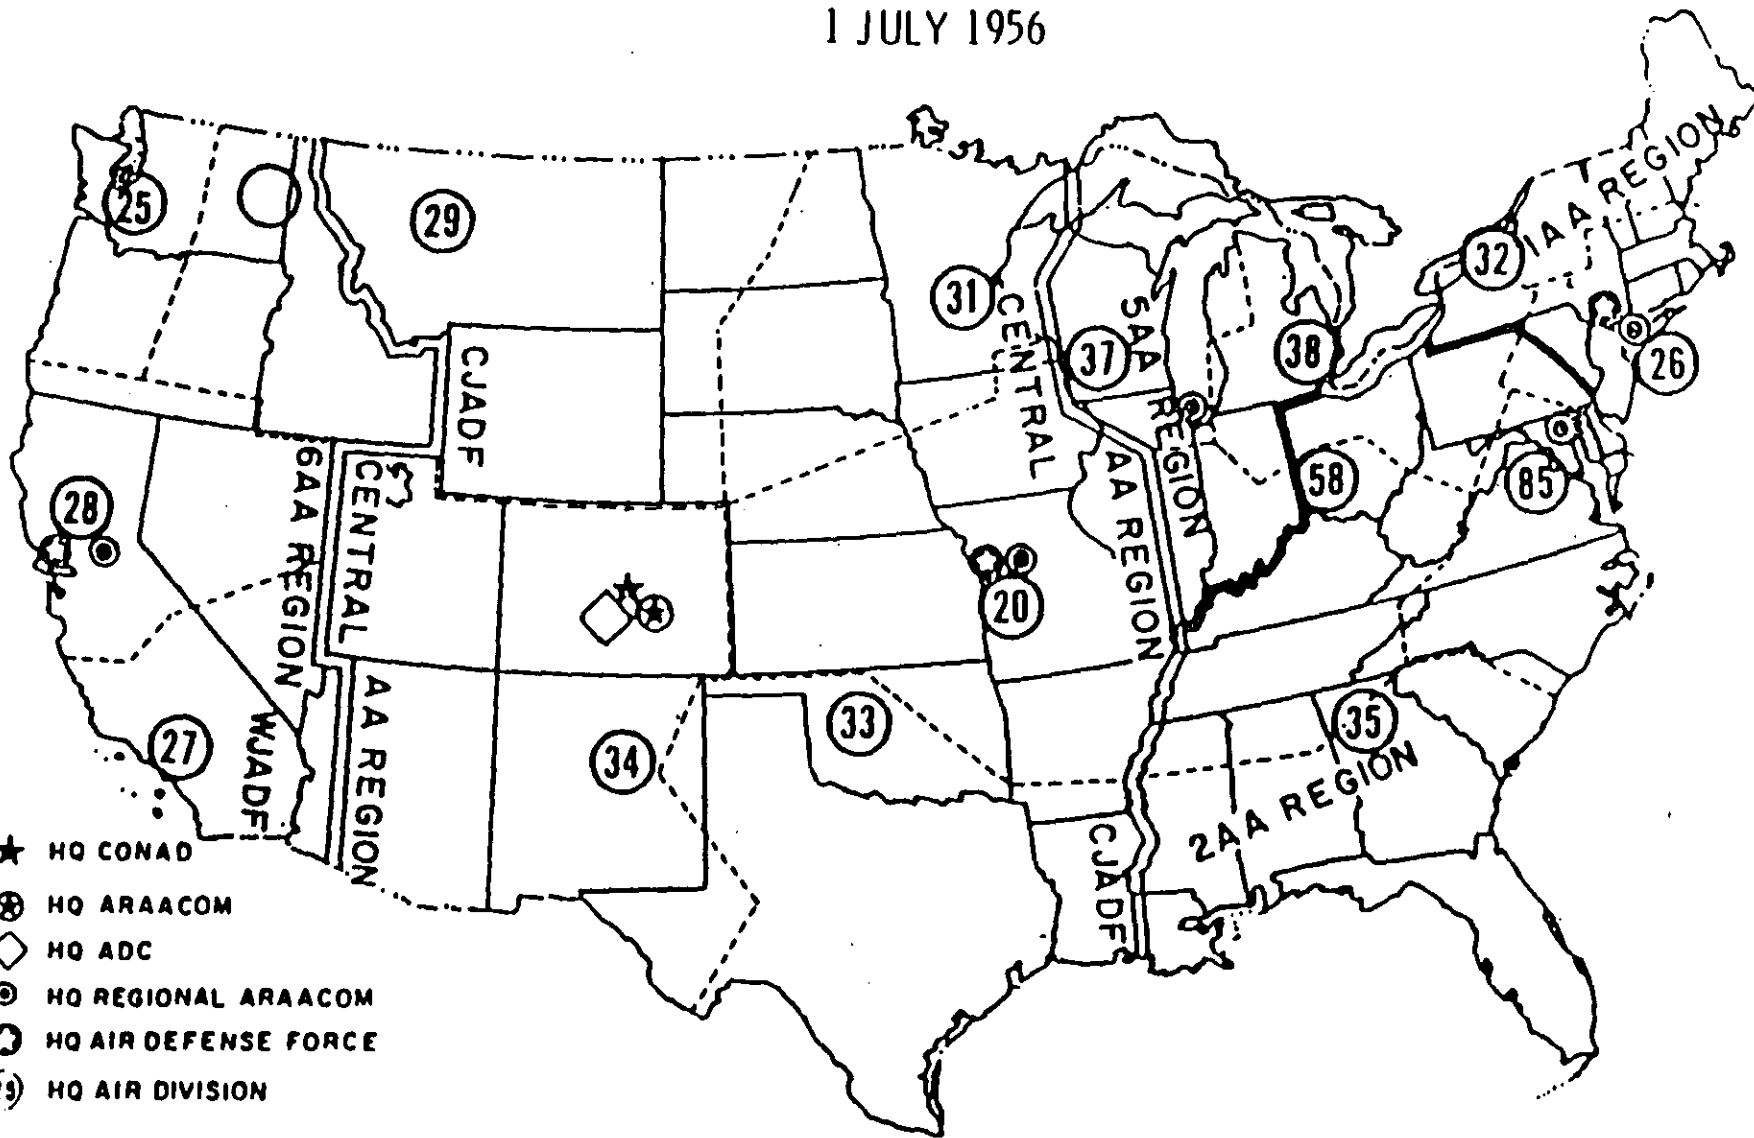 1 JULY 1956
1AA REGION
25
29
32
31
CENTRAL
5AA
REGION
37
38
26
CJADF
6AA REGION
CENTRAL
AA REGION
58
85
28
20
27
WJADF
AA REGION
34
33
35
2AA REGION
CJADF
HQ CONAD
HQ ARAACOM
HQ ADC
HQ REGIONAL ARAACOM
HQ AIR DEFENSE FORCE
HQ AIR DIVISION